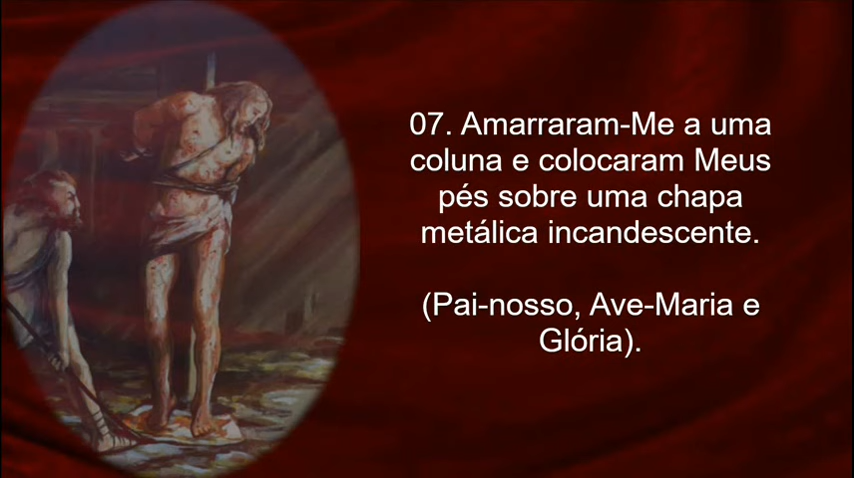 07. Amarraram-Me a uma
coluna e colocaram Meus
pés sobre uma chapa
metálica incandescente.
(Pai-nosso, Ave-Maria e
Glória).